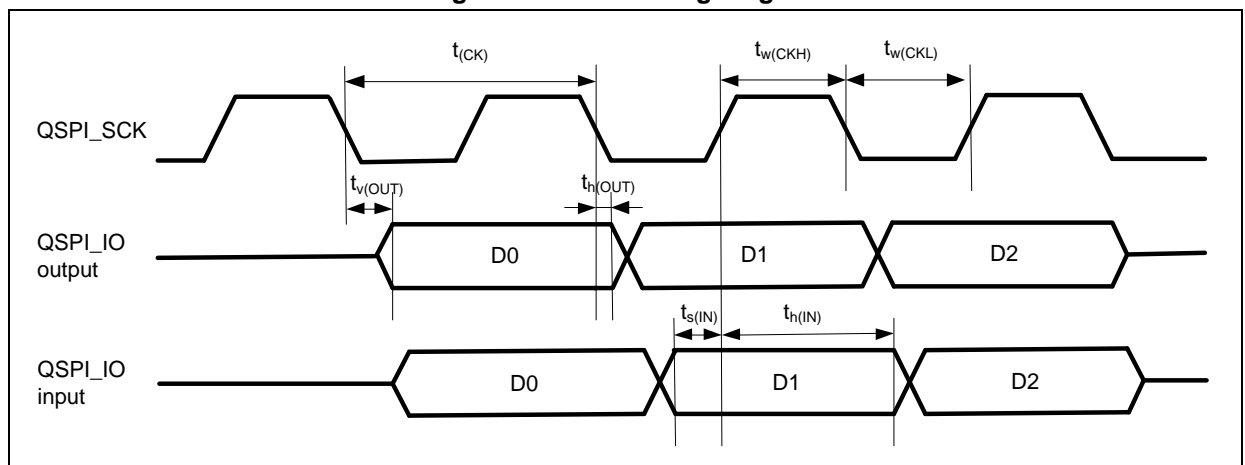 t(CK)
tw(CKH)
tw(CKL)
QSPI_SCK
tv(OUT)
th(OUT)
QSPI_IO
output
D0
D1
D2
ts(IN)
th(IN)
QSPI_IO
input
D0
D1
D2